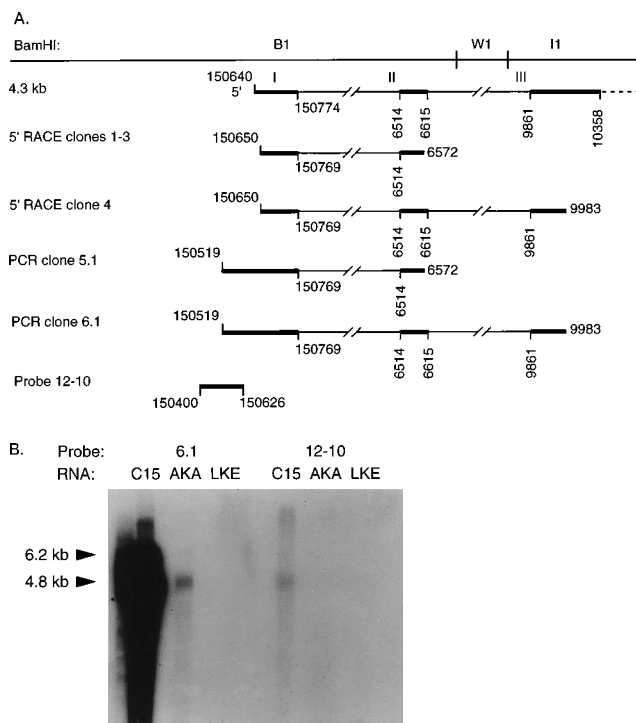 A.
BamHI: B1 W1 I1
4.3 kb 150640 5' I II III
150774 6514 6615 9861 10358
5' RACE clones 1-3 150650 6572
150769 6514
5' RACE clone 4 150650 9983
150769 6514 6615 9861
PCR clone 5.1 150519 6572
150769 6514
PCR clone 6.1 150519 9983
150769 6514 6615 9861
Probe 12-10
150400 150626
B. Probe: 6.1 12-10
RNA: C15 AKA LKE C15 AKA LKE
6.2 kb
4.8 kb